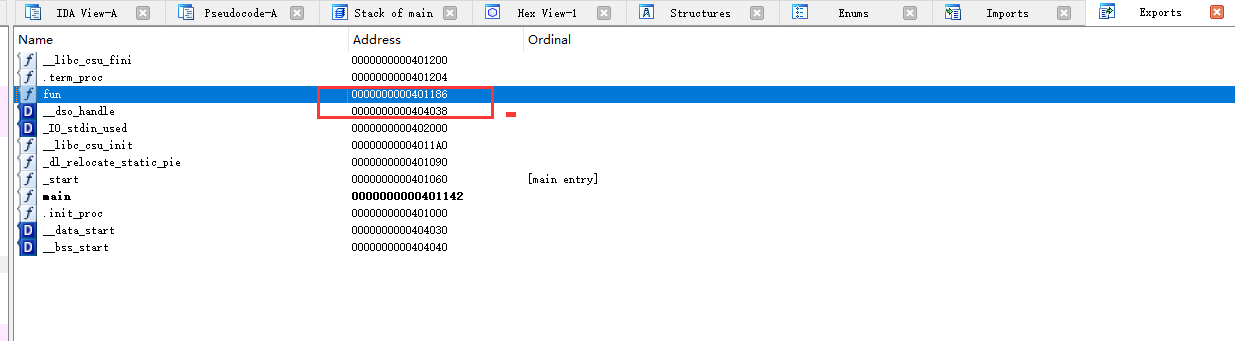 IDA View-A Pseudocode-A Stack of main Hex View-1 Structures Enums Imports Exports
Name Address Ordinal
__libc_csu_fini 0000000000401200
.term_proc 0000000000401204
fun 0000000000401186
__dso_handle 0000000000404038
_IO_stdin_used 0000000000402000
__libc_csu_init 00000000004011A0
_dl_relocate_static_pie 0000000000401090
_start 0000000000401060 [main entry]
main 0000000000401142
.init_proc 0000000000401000
__data_start 0000000000404030
__bss_start 0000000000404040